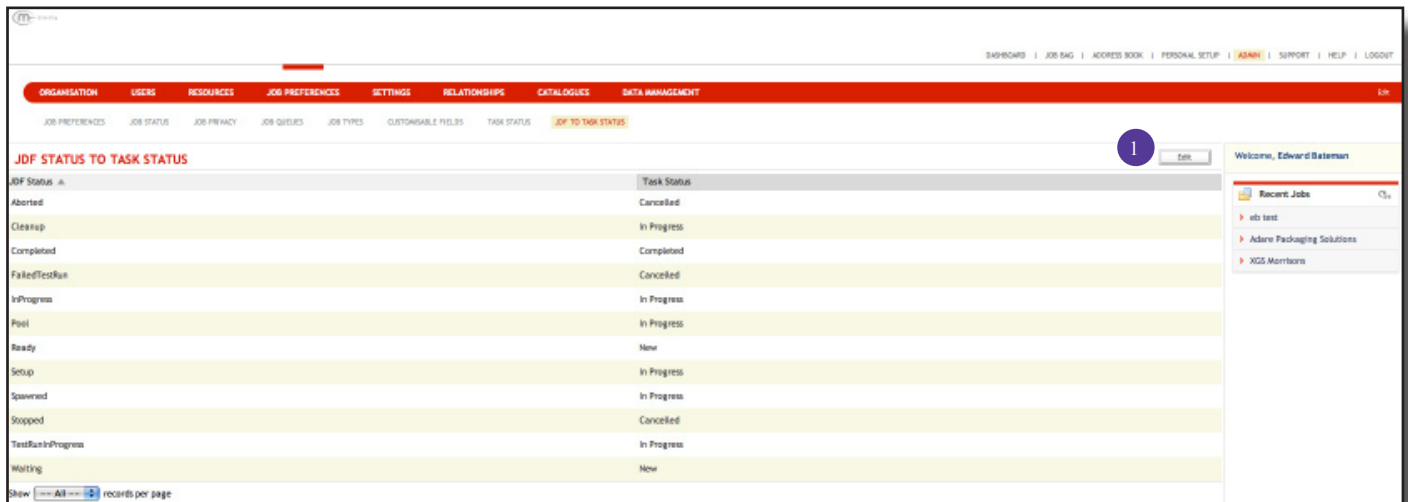 DASHBOARD | JOB BAG | ADDRESS BOOK | PERSONAL SETUP | ADMIN | SUPPORT | HELP | LOGOUT
ORGANISATION USERS RESOURCES JOB PREFERENCES SETTINGS RELATIONSHIPS CATALOGUES DATA MANAGEMENT Edit
JOB PREFERENCES JOB STATUS JOB PRIVACY JOB QUEUES JOB TYPES CUSTOMISABLE FIELDS TASK STATUS JDF TO TASK STATUS
JDF STATUS TO TASK STATUS 1 Edit
JDF Status Task Status
Aborted Cancelled
Cleanup In Progress
Completed Completed
FailedTestRun Cancelled
InProgress In Progress
Pool In Progress
Ready New
Setup In Progress
Spawned In Progress
Stopped Cancelled
TestRunInProgress In Progress
Waiting New
Show -- All -- records per page
Welcome, Edward Bateman
Recent Jobs
eb test
Adare Packaging Solutions
XGS Morrisons